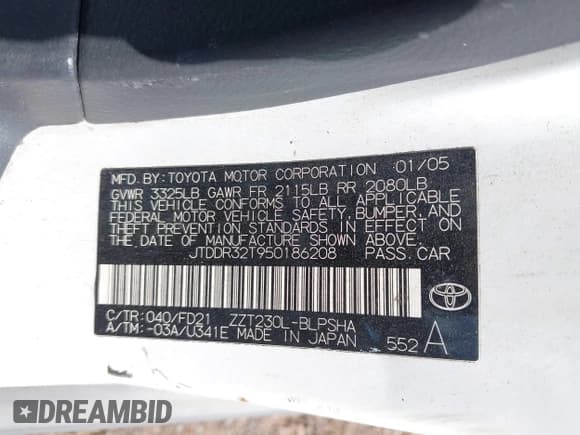 MFD. BY: TOYOTA MOTOR CORPORATION 01/05
GVWR 3325LB GAWR FR 2115LB RR 2080LB
THIS VEHICLE CONFORMS TO ALL APPLICABLE
FEDERAL MOTOR VEHICLE SAFETY, BUMPER, AND
THEFT PREVENTION STANDARDS IN EFFECT ON
THE DATE OF MANUFACTURE SHOWN ABOVE.
JTDDR32T950186208 PASS. CAR
C/TR: 040/FD21 ZZT230L-BLPSHA
A/TM: -03A/U341E MADE IN JAPAN 552 A
DREAMBID